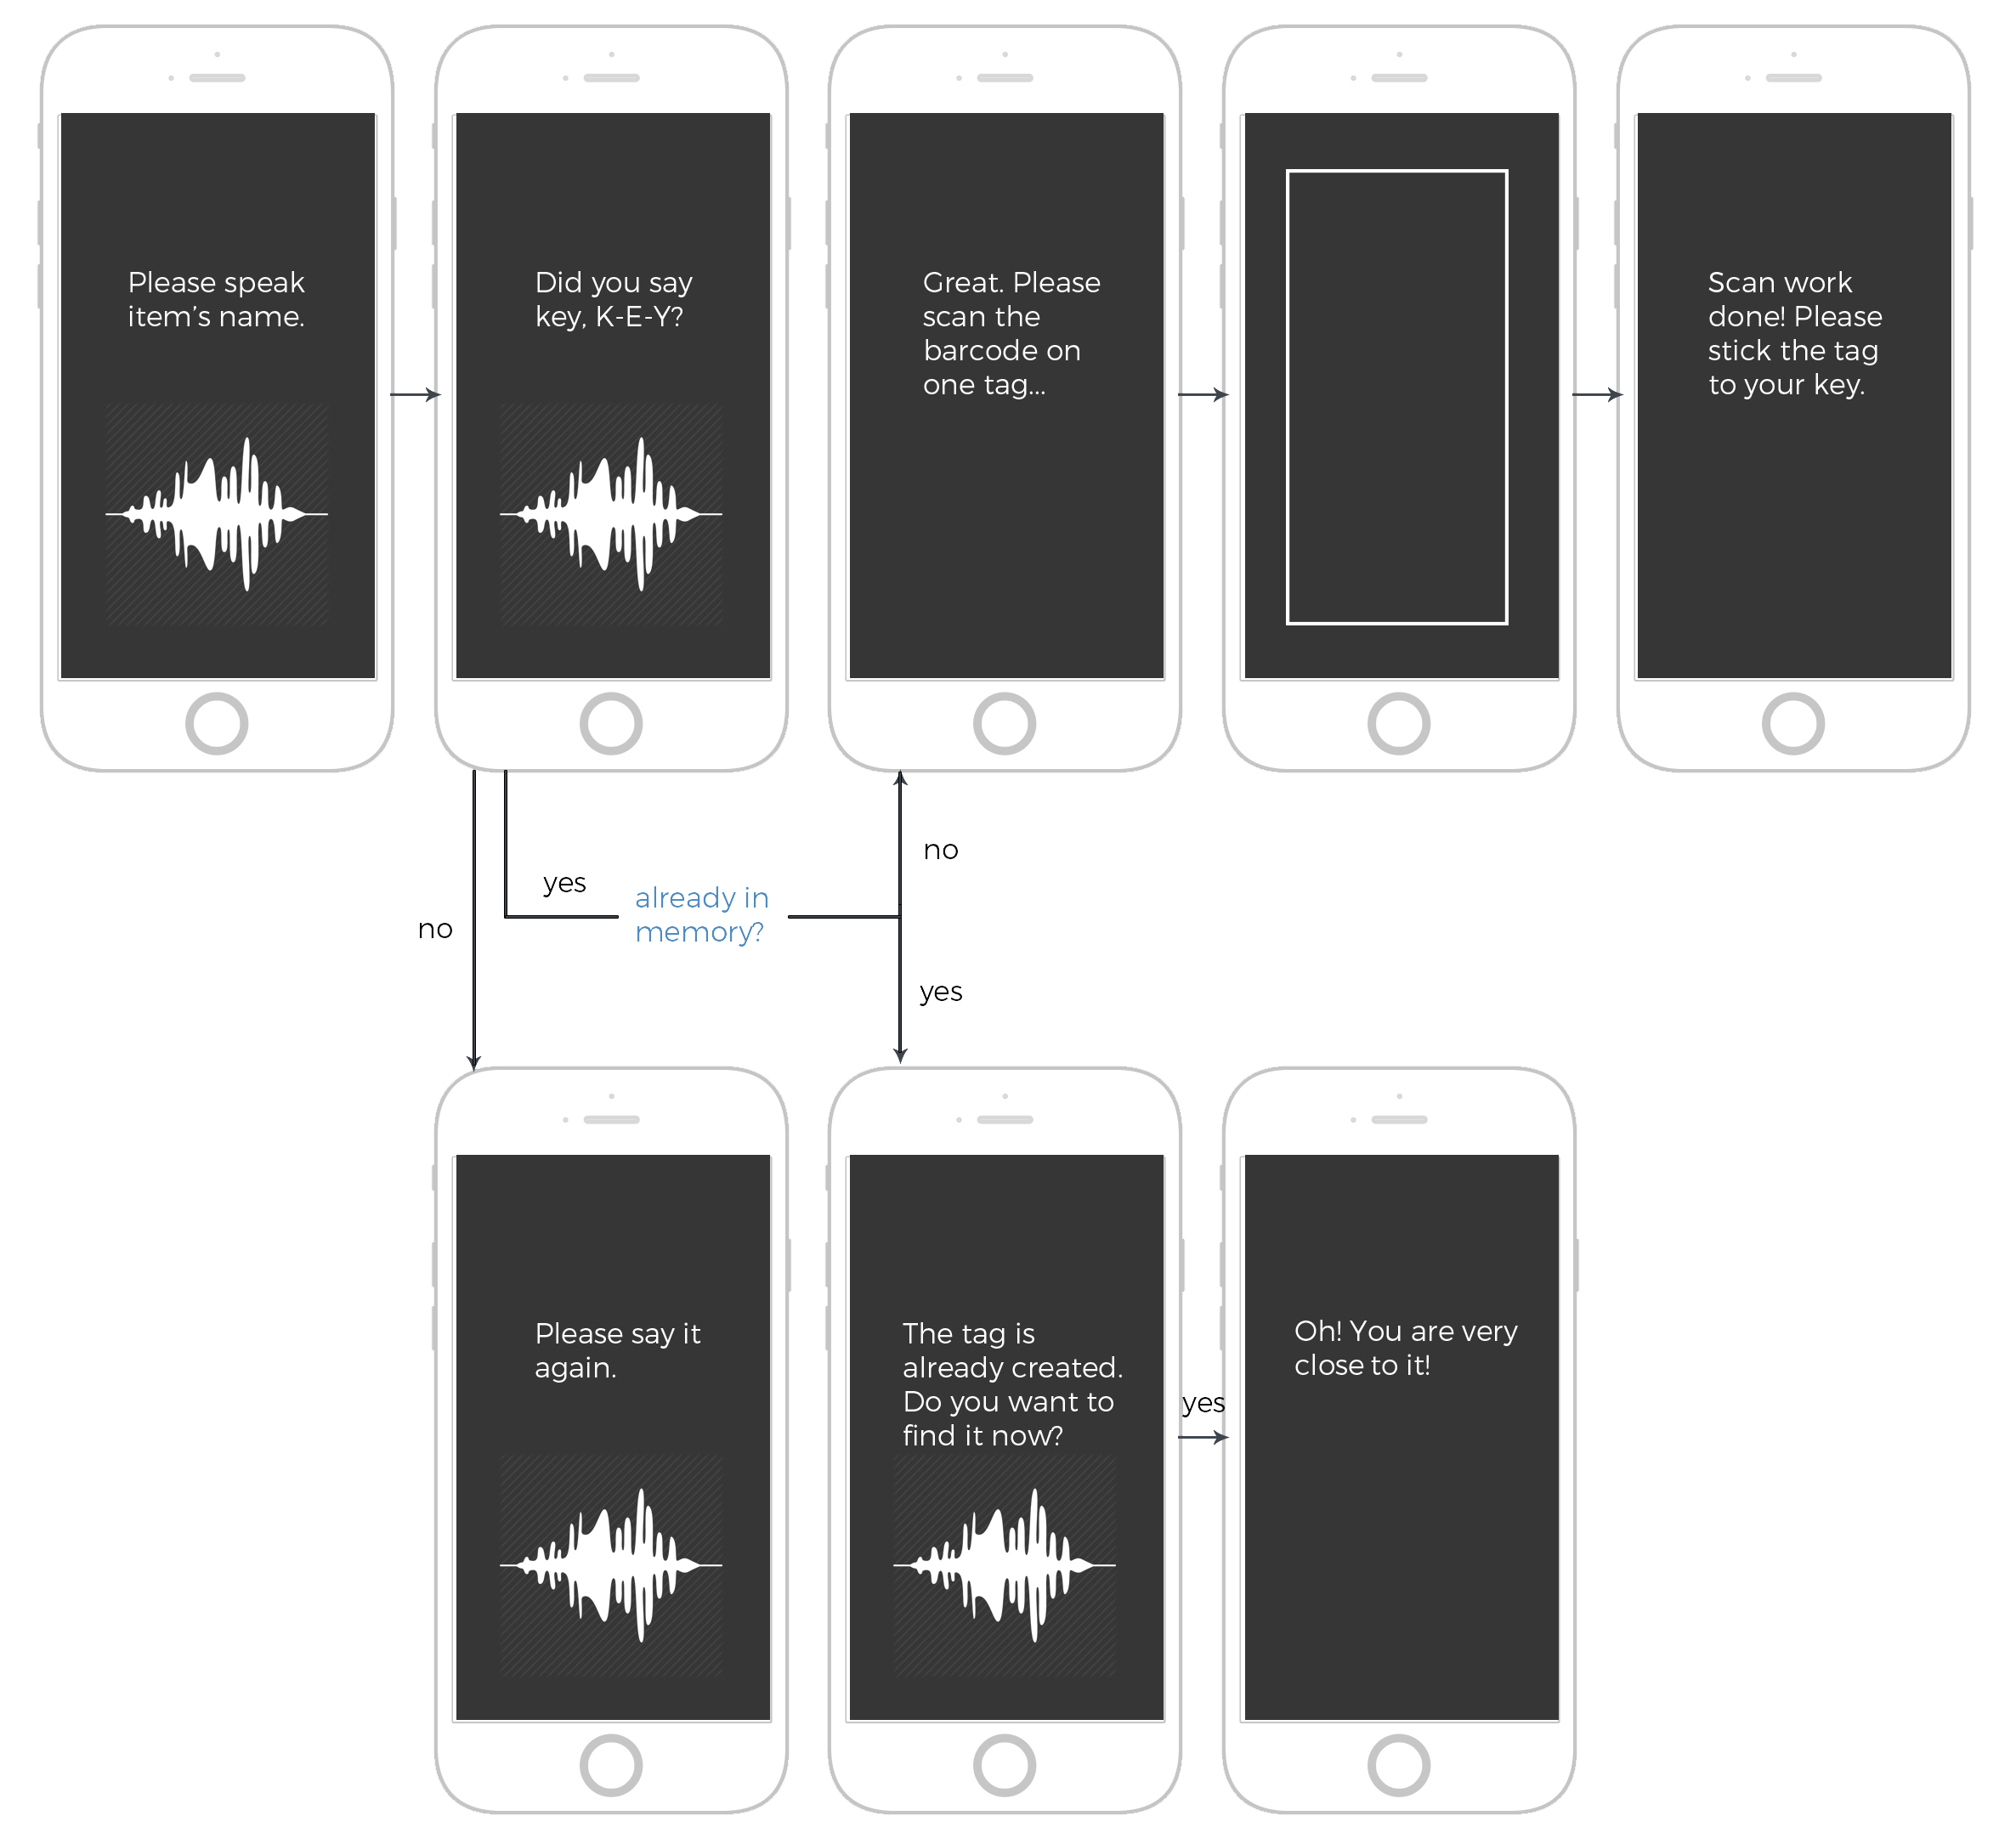 Please speak
item's name.
Did you say
key, K-E-Y?
Great. Please
scan the
barcode on
one tag...
Scan work
done! Please
stick the tag
to your key.
no
yes
already in
memory?
no
yes
Please say it
again.
The tag is
already created.
Do you want to
find it now?
yes
Oh! You are very
close to it!